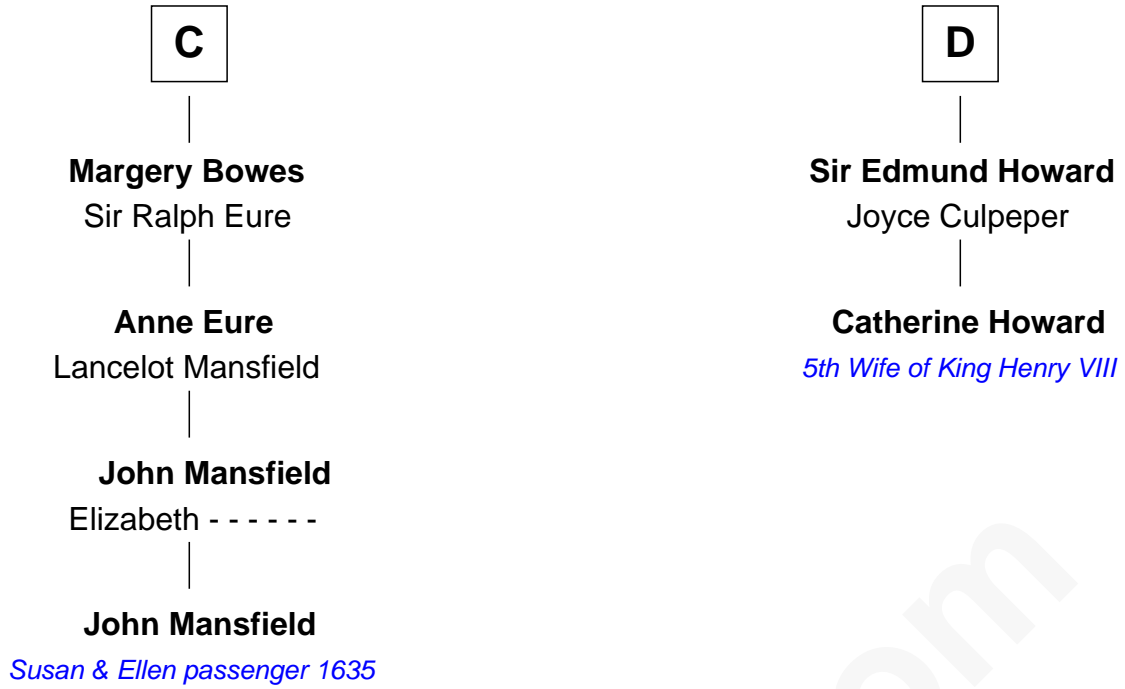 C
Margery Bowes
Sir Ralph Eure
Anne Eure
Lancelot Mansfield
John Mansfield
Elizabeth - - - - - -
John Mansfield
Susan & Ellen passenger 1635
D
Sir Edmund Howard
Joyce Culpeper
Catherine Howard
5th Wife of King Henry VIII
om